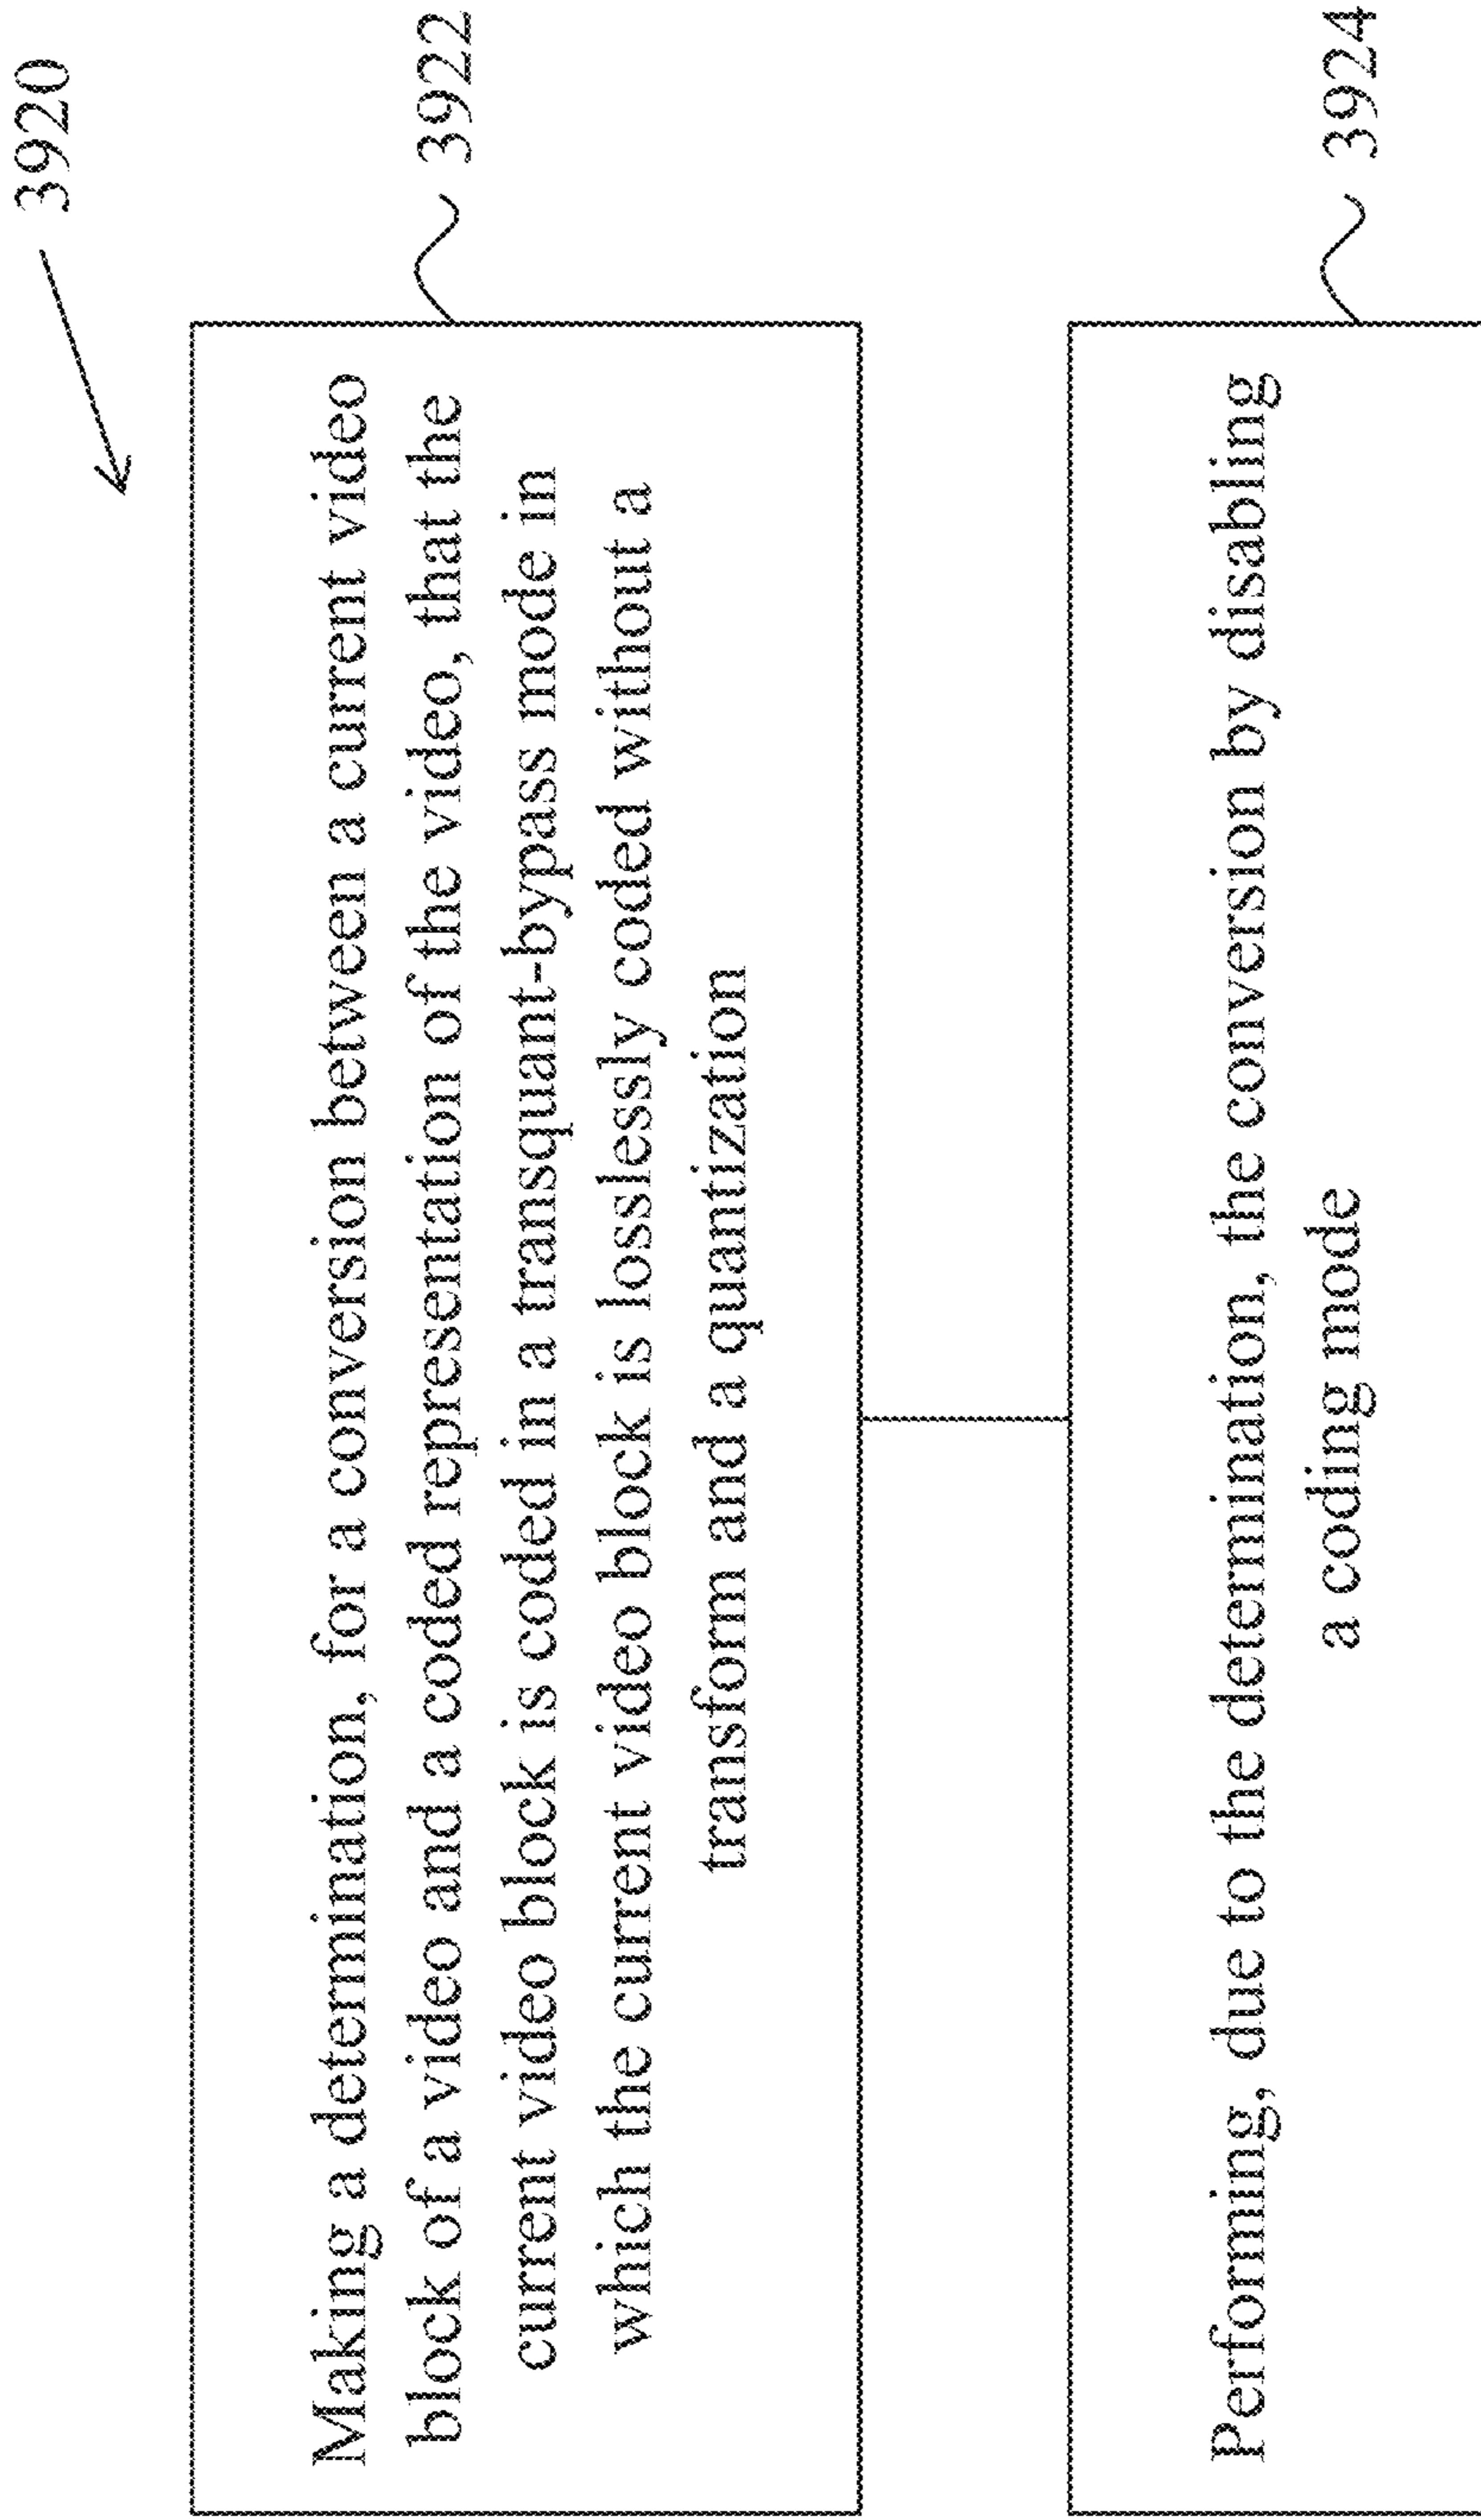 3920
Making a determination, for a conversion between a current video
block of a video and a coded representation of the video, that the
current video block is coded in a transquant-bypass mode in
which the current video block is losslessly coded without a
transform and a quantization
3922
Performing, due to the determination, the conversion by disabling
a coding mode
3924